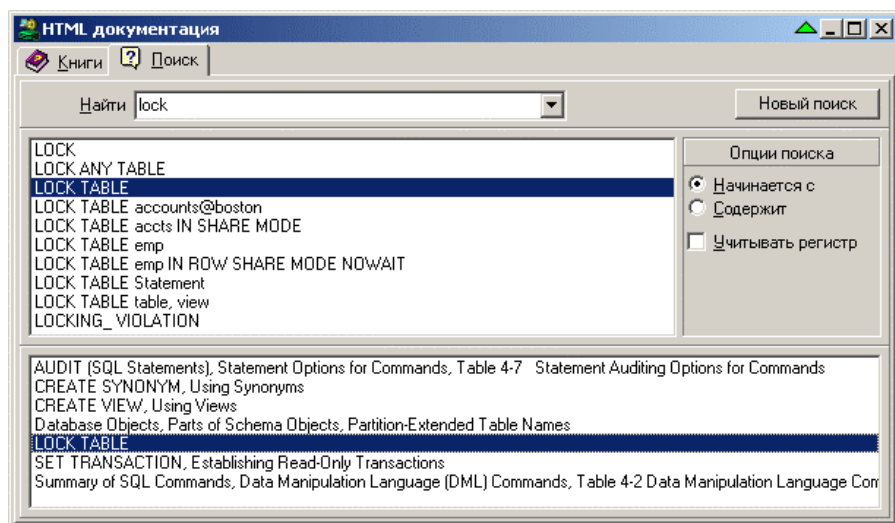 HTML документация
Книги Поиск
Найти lock Новый поиск
LOCK
LOCK ANY TABLE
LOCK TABLE
LOCK TABLE accounts@boston
LOCK TABLE accts IN SHARE MODE
LOCK TABLE emp
LOCK TABLE emp IN ROW SHARE MODE NOWAIT
LOCK TABLE Statement
LOCK TABLE table, view
LOCKING_ VIOLATION
Опции поиска
Начинается с
Содержит
Учитывать регистр
AUDIT (SQL Statements), Statement Options for Commands, Table 4-7 Statement Auditing Options for Commands
CREATE SYNONYM, Using Synonyms
CREATE VIEW, Using Views
Database Objects, Parts of Schema Objects, Partition-Extended Table Names
LOCK TABLE
SET TRANSACTION, Establishing Read-Only Transactions
Summary of SQL Commands, Data Manipulation Language (DML) Commands, Table 4-2 Data Manipulation Language Com